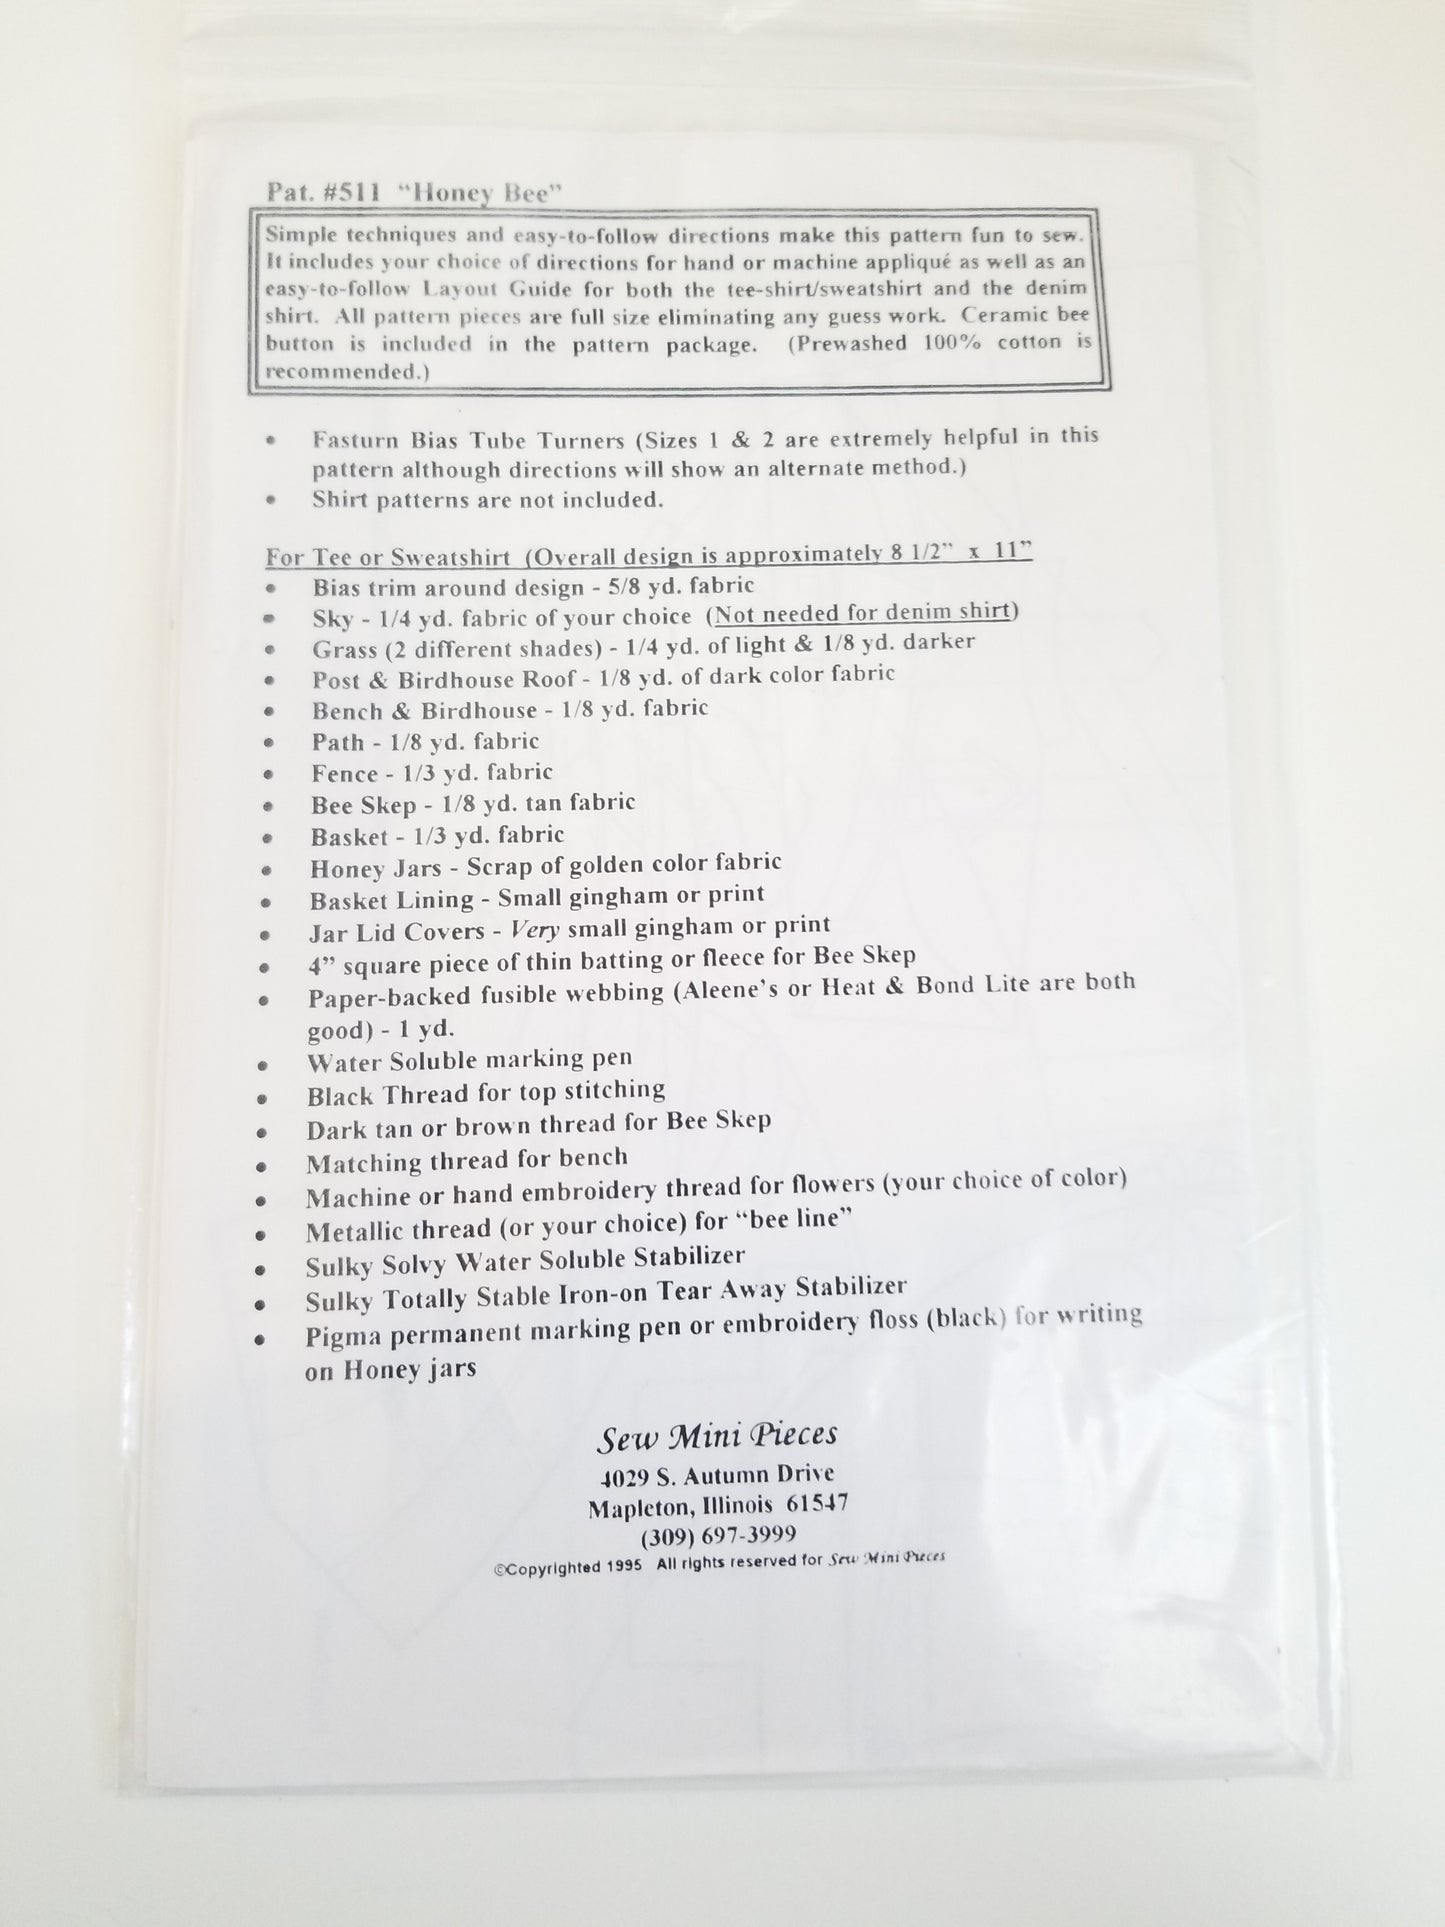 Pat. #511 “Honey Bee”
Simple techniques and easy-to-follow directions make this pattern fun to sew.
It includes your choice of directions for hand or machine appliqué as well as an
easy-to-follow Layout Guide for both the tee-shirt/sweatshirt and the denim
shirt. All pattern pieces are full size eliminating any guess work. Ceramic bee
button is included in the pattern package. (Prewashed 100% cotton is
recommended.)
• Fasturn Bias Tube Turners (Sizes 1 & 2 are extremely helpful in this
pattern although directions will show an alternate method.)
• Shirt patterns are not included.
For Tee or Sweatshirt (Overall design is approximately 8 1/2” x 11”
• Bias trim around design - 5/8 yd. fabric
• Sky - 1/4 yd. fabric of your choice (Not needed for denim shirt)
• Grass (2 different shades) - 1/4 yd. of light & 1/8 yd. darker
• Post & Birdhouse Roof - 1/8 yd. of dark color fabric
• Bench & Birdhouse - 1/8 yd. fabric
• Path - 1/8 yd. fabric
• Fence - 1/3 yd. fabric
• Bee Skep - 1/8 yd. tan fabric
• Basket - 1/3 yd. fabric
• Honey Jars - Scrap of golden color fabric
• Basket Lining - Small gingham or print
• Jar Lid Covers - Very small gingham or print
• 4” square piece of thin batting or fleece for Bee Skep
• Paper-backed fusible webbing (Aleene’s or Heat & Bond Lite are both
good) - 1 yd.
• Water Soluble marking pen
• Black Thread for top stitching
• Dark tan or brown thread for Bee Skep
• Matching thread for bench
• Machine or hand embroidery thread for flowers (your choice of color)
• Metallic thread (or your choice) for “bee line”
• Sulky Solvy Water Soluble Stabilizer
• Sulky Totally Stable Iron-on Tear Away Stabilizer
• Pigma permanent marking pen or embroidery floss (black) for writing
on Honey jars
Sew Mini Pieces
4029 S. Autumn Drive
Mapleton, Illinois 61547
(309) 697-3999
©Copyrighted 1995 All rights reserved for Sew Mini Pieces